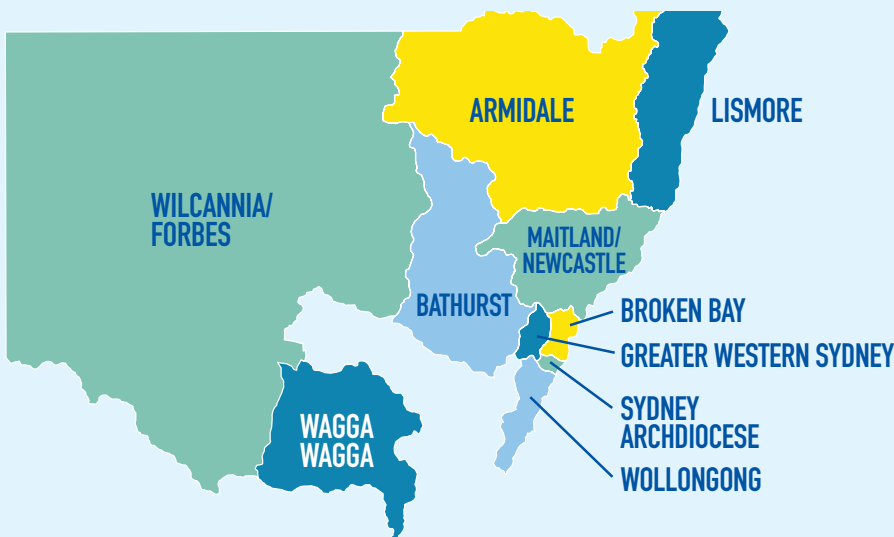 ARMIDALE
LISMORE
WILCANNIA/
FORBES
MAITLAND/
NEWCASTLE
BATHURST
BROKEN BAY
GREATER WESTERN SYDNEY
SYDNEY
ARCHDIOCESE
WAGGA
WAGGA
WOLLONGONG